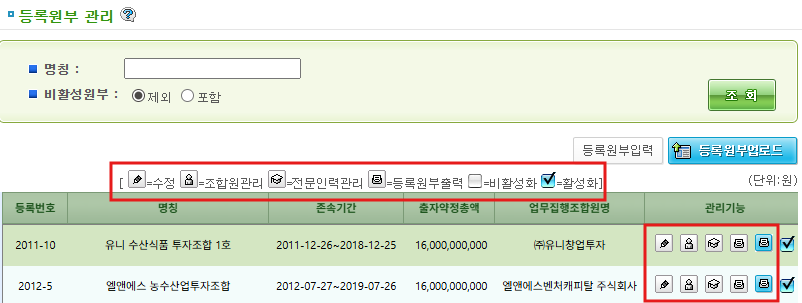 등록원부 관리
명칭 :
비활성원부 : 제외 포함
조 회
등록원부입력 등록원부업로드
[ =수정 =조합원관리 =전문인력관리 =등록원부출력 =비활성화 =활성화]
(단위:원)
등록번호 명칭 존속기간 출자약정총액 업무집행조합원명 관리기능
2011-10 유니 수산식품 투자조합 1호 2011-12-26~2018-12-25 16,000,000,000 ㈜유니창업투자
2012-5 엘앤에스 농수산업투자조합 2012-07-27~2019-07-26 16,000,000,000 엘앤에스벤처캐피탈 주식회사